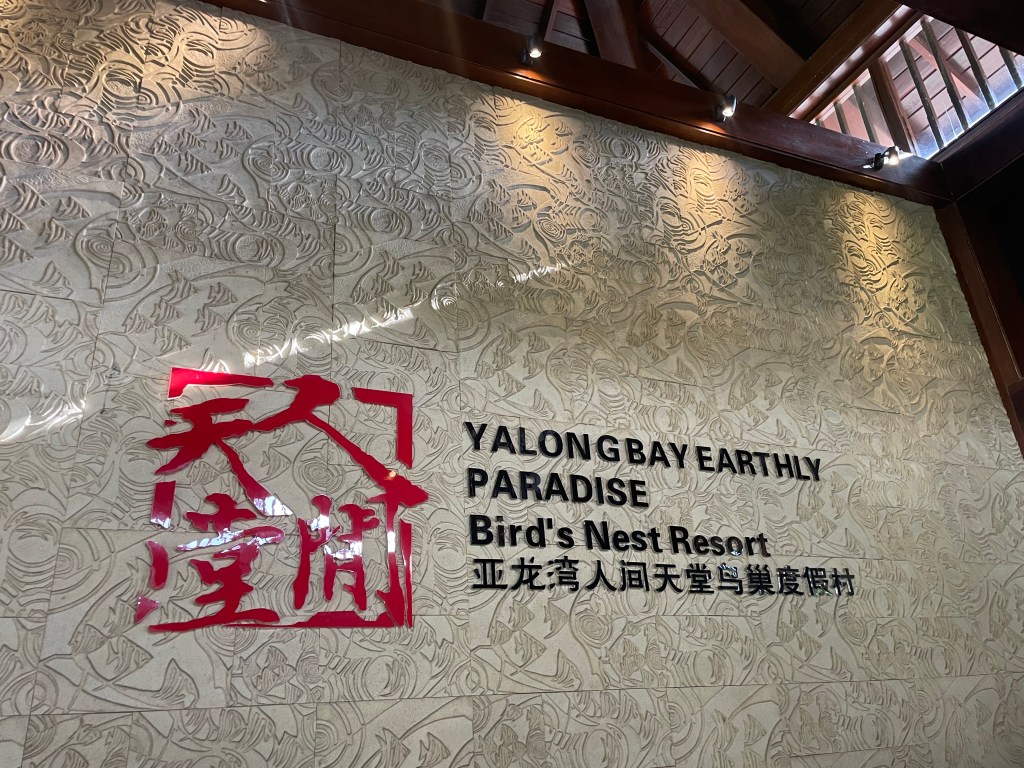 人間
天堂
YALONG BAY EARTHLY
PARADISE
Bird's Nest Resort
亚龙湾人间天堂鸟巢度假村